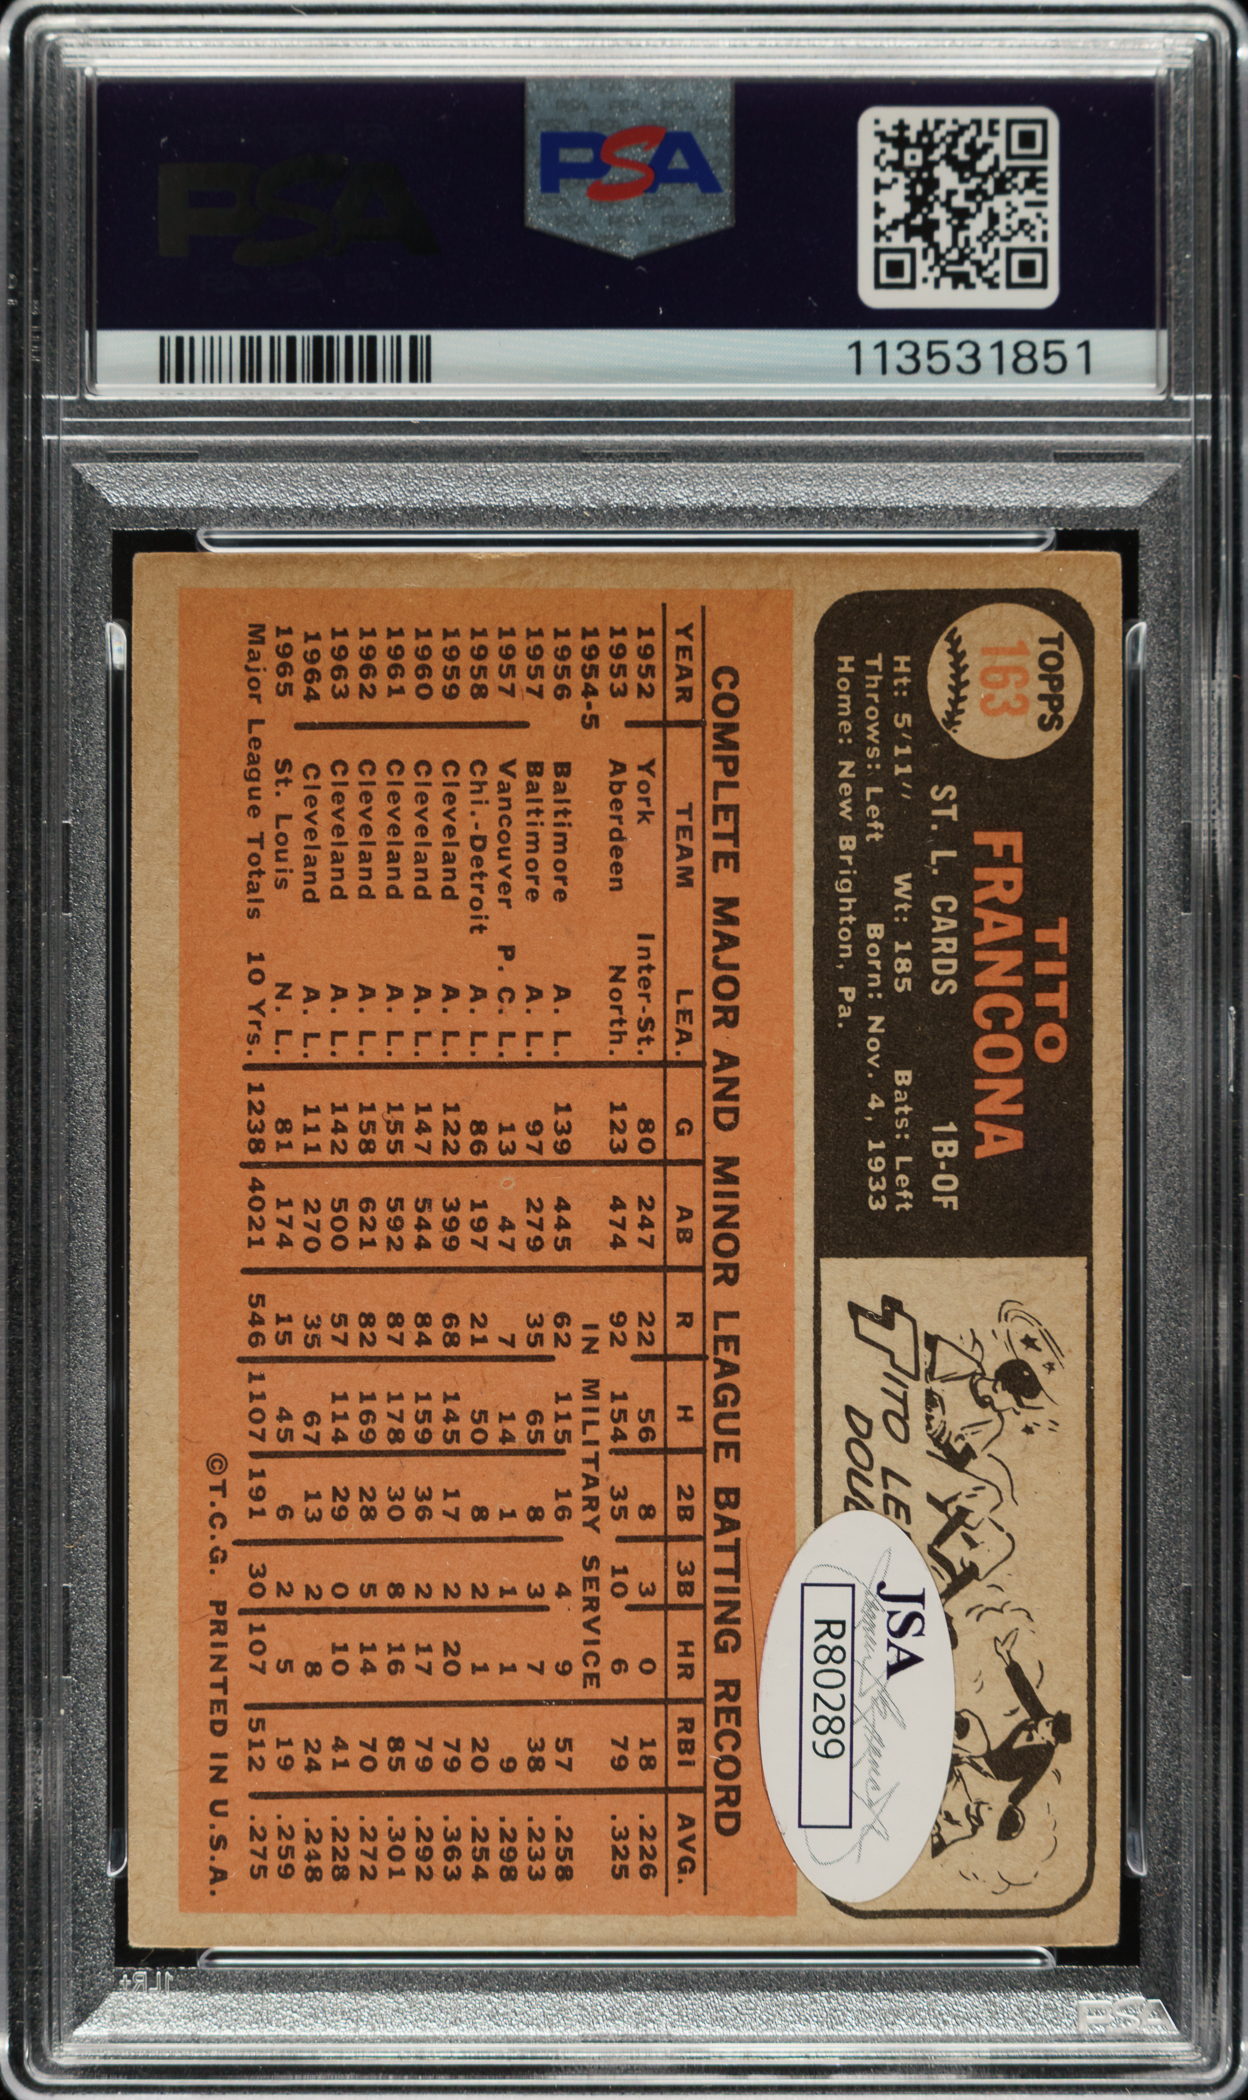 PSA
PSA
113531851
TOPPS
163
TITO
FRANCONA
ST. L. CARDS 1B-OF
Ht: 5'11" Wt: 185 Bats: Left
Throws: Left Born: Nov. 4, 1933
Home: New Brighton, Pa.
TITO LE
DOU
JSA
R80289
COMPLETE MAJOR AND MINOR LEAGUE BATTING RECORD
YEAR TEAM LEA. G AB R H 2B 3B HR RBI AVG.
1952 York Inter-St. 80 247 22 56 8 3 0 18 .226
1953 Aberdeen North. 123 474 92 154 35 10 6 79 .325
1954-5 IN MILITARY SERVICE
1956 Baltimore A. L. 139 445 62 115 16 4 9 57 .258
1957 Baltimore A. L. 97 279 35 65 8 3 7 38 .233
1957 Vancouver P. C. L. 13 47 7 14 1 1 1 9 .298
1958 Chi.-Detroit A. L. 86 197 21 50 8 2 1 20 .254
1959 Cleveland A. L. 122 399 68 145 17 2 20 79 .363
1960 Cleveland A. L. 147 544 84 159 36 2 17 79 .292
1961 Cleveland A. L. 155 592 87 178 30 8 16 85 .301
1962 Cleveland A. L. 158 621 82 169 28 5 14 70 .272
1963 Cleveland A. L. 142 500 57 114 29 0 10 41 .228
1964 Cleveland A. L. 111 270 35 67 13 2 8 24 .248
1965 St. Louis N. L. 81 174 15 45 6 2 5 19 .259
Major League Totals 10 Yrs. 1238 4021 546 1107 191 30 107 512 .275
©T.C.G. PRINTED IN U.S.A.
PSA